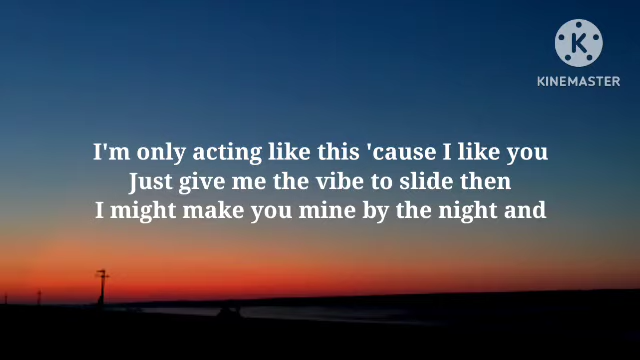 K
KINEMASTER
I'm only acting like this 'cause I like you
Just give me the vibe to slide then
I might make you mine by the night and